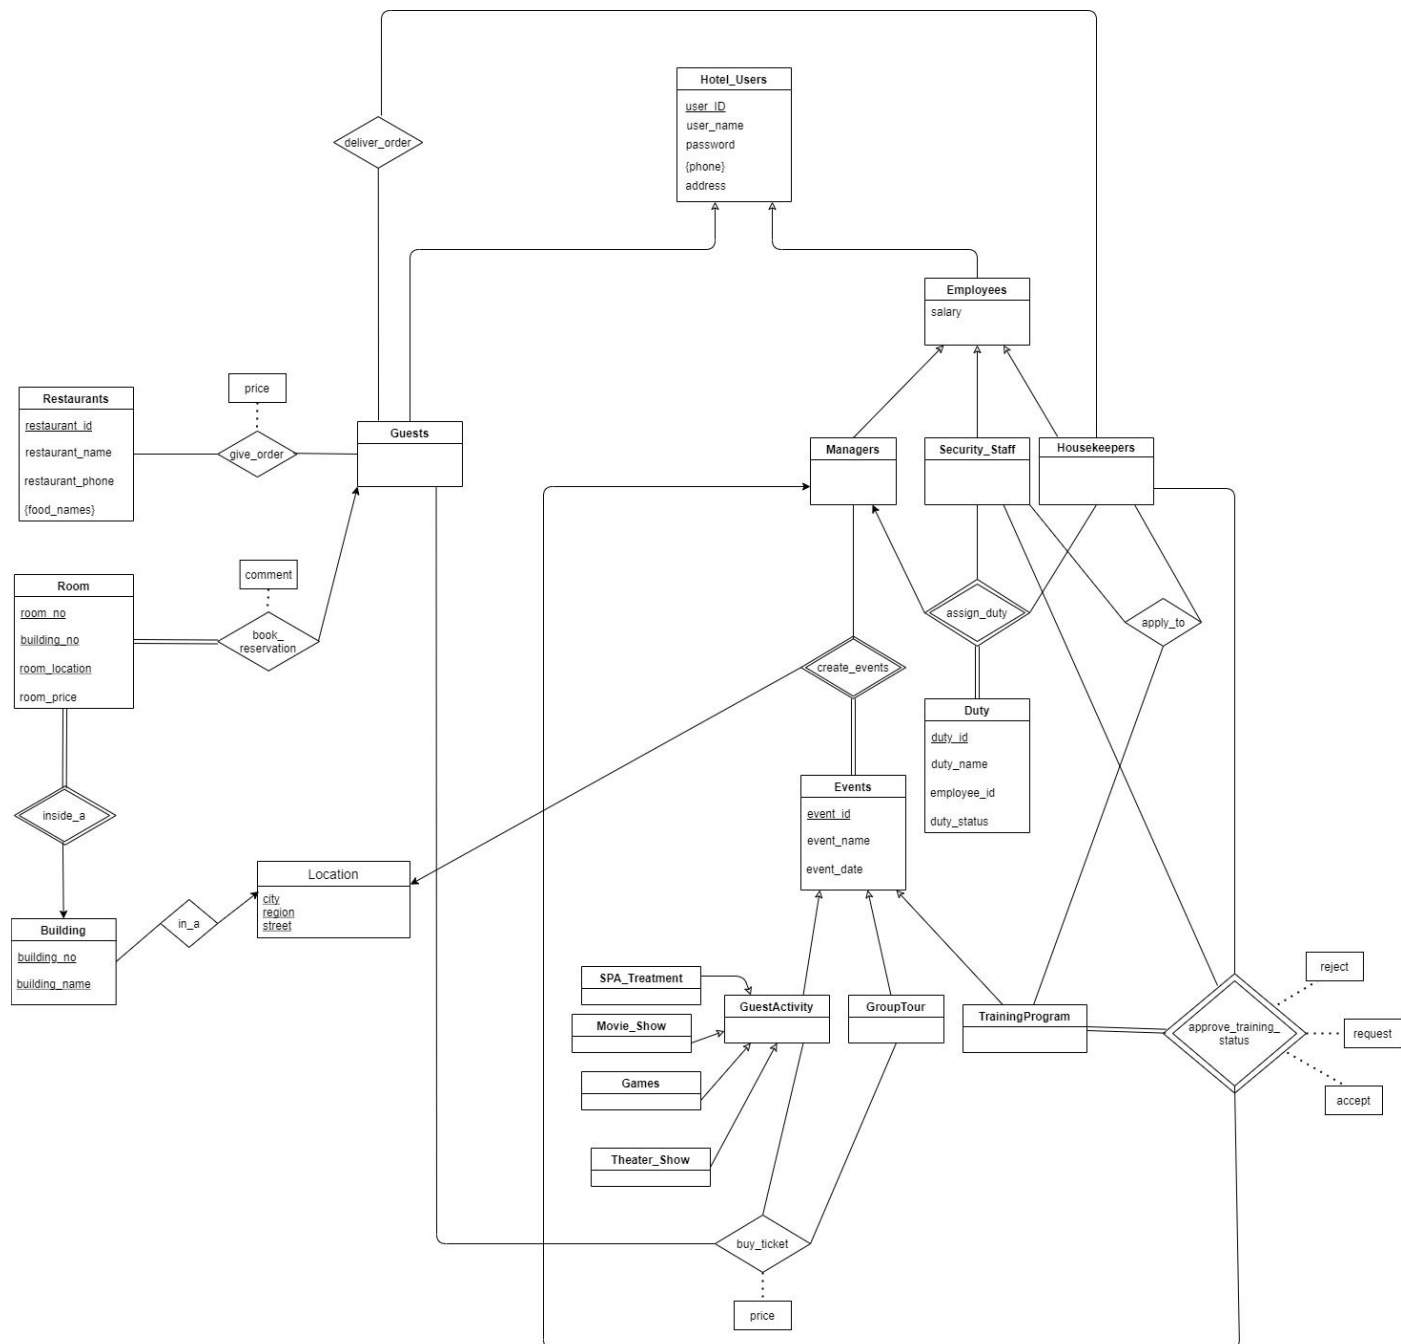 Hotel_Users
user_ID
user_name
password
{phone}
address
deliver_order
Employees
salary
price
Restaurants
restaurant_id
restaurant_name
restaurant_phone
{food_names}
give_order
Guests
Managers
Security_Staff
Housekeepers
comment
Room
room_no
building_no
room_location
room_price
book_
reservation
assign_duty
apply_to
create_events
Duty
duty_id
duty_name
employee_id
duty_status
Events
event_id
event_name
event_date
inside_a
Location
city
region
street
in_a
Building
building_no
building_name
SPA_Treatment
Movie_Show
Games
Theater_Show
GuestActivity
GroupTour
TrainingProgram
approve_training_
status
reject
request
accept
buy_ticket
price